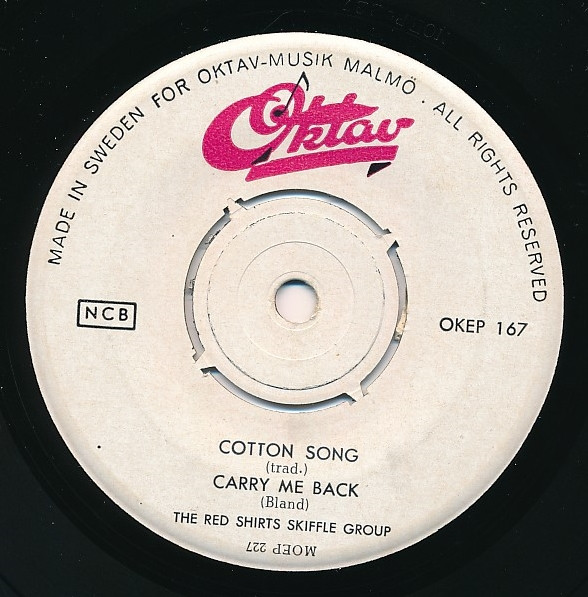 MADE IN SWEDEN FOR OKTAV-MUSIK MALMÖ · ALL RIGHTS RESERVED
Oktav
NCB
OKEP 167
COTTON SONG
(trad.)
CARRY ME BACK
(Bland)
THE RED SHIRTS SKIFFLE GROUP
MOEP 227